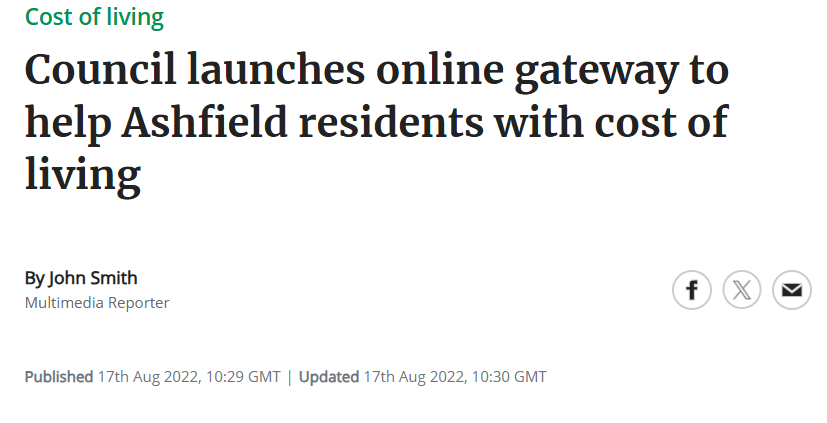 Cost of living
Council launches online gateway to
help Ashfield residents with cost of
living
By John Smith
Multimedia Reporter
Published 17th Aug 2022, 10:29 GMT | Updated 17th Aug 2022, 10:30 GMT